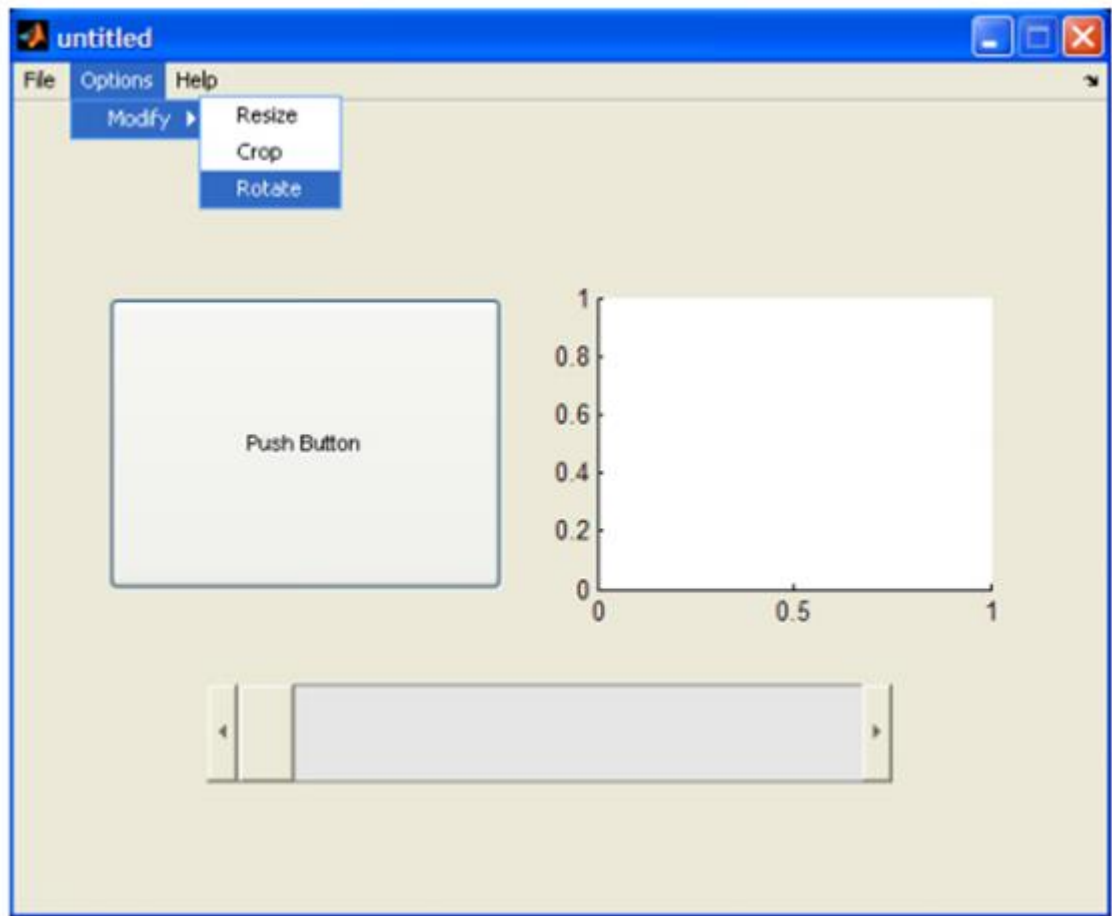 untitled
File Options Help
Modify
Resize
Crop
Rotate
Push Button
1
0.8
0.6
0.4
0.2
0
0 0.5 1